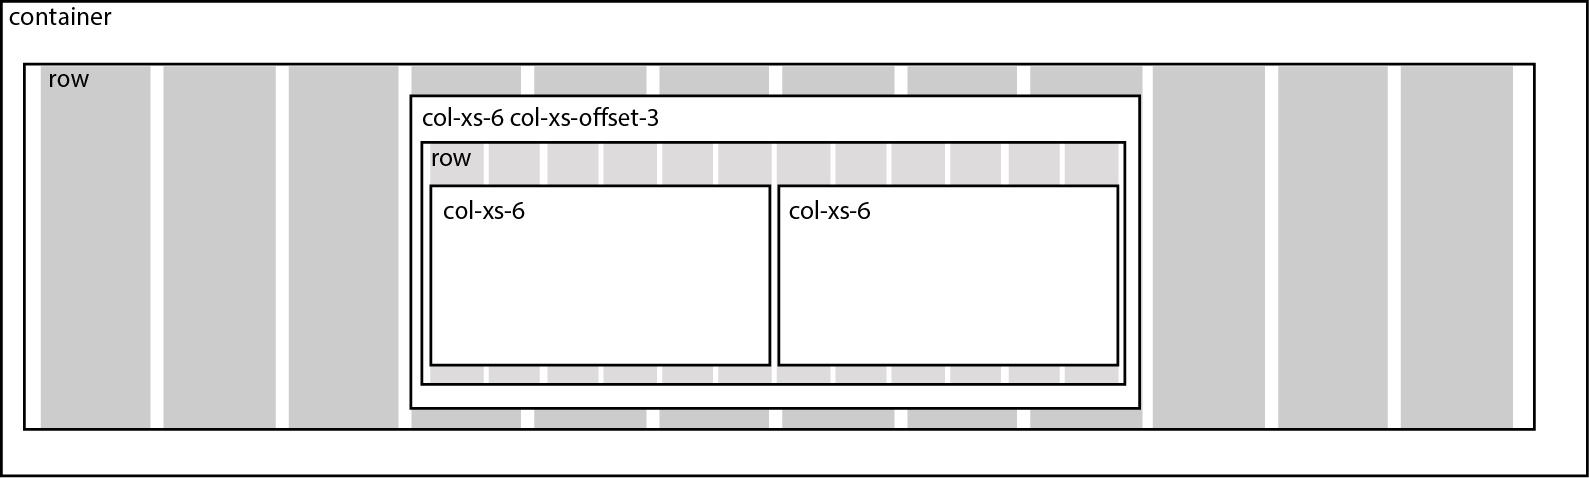 container
row
col-xs-6 col-xs-offset-3
row
col-xs-6
col-xs-6